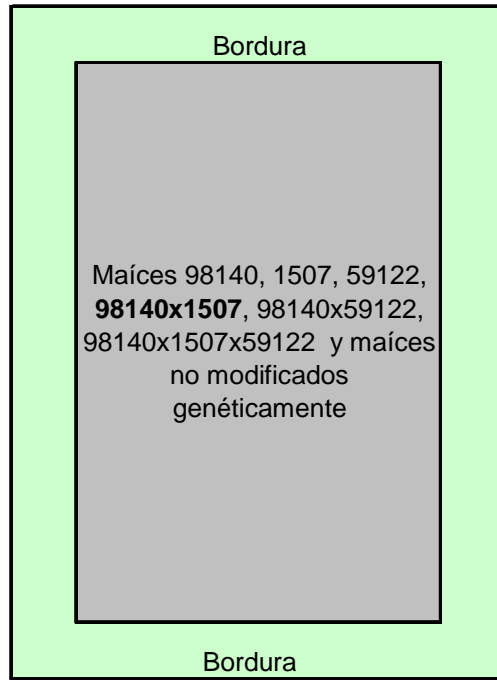 Bordura
Maíces 98140, 1507, 59122,
98140x1507, 98140x59122,
98140x1507x59122 y maíces
no modificados
genéticamente
Bordura